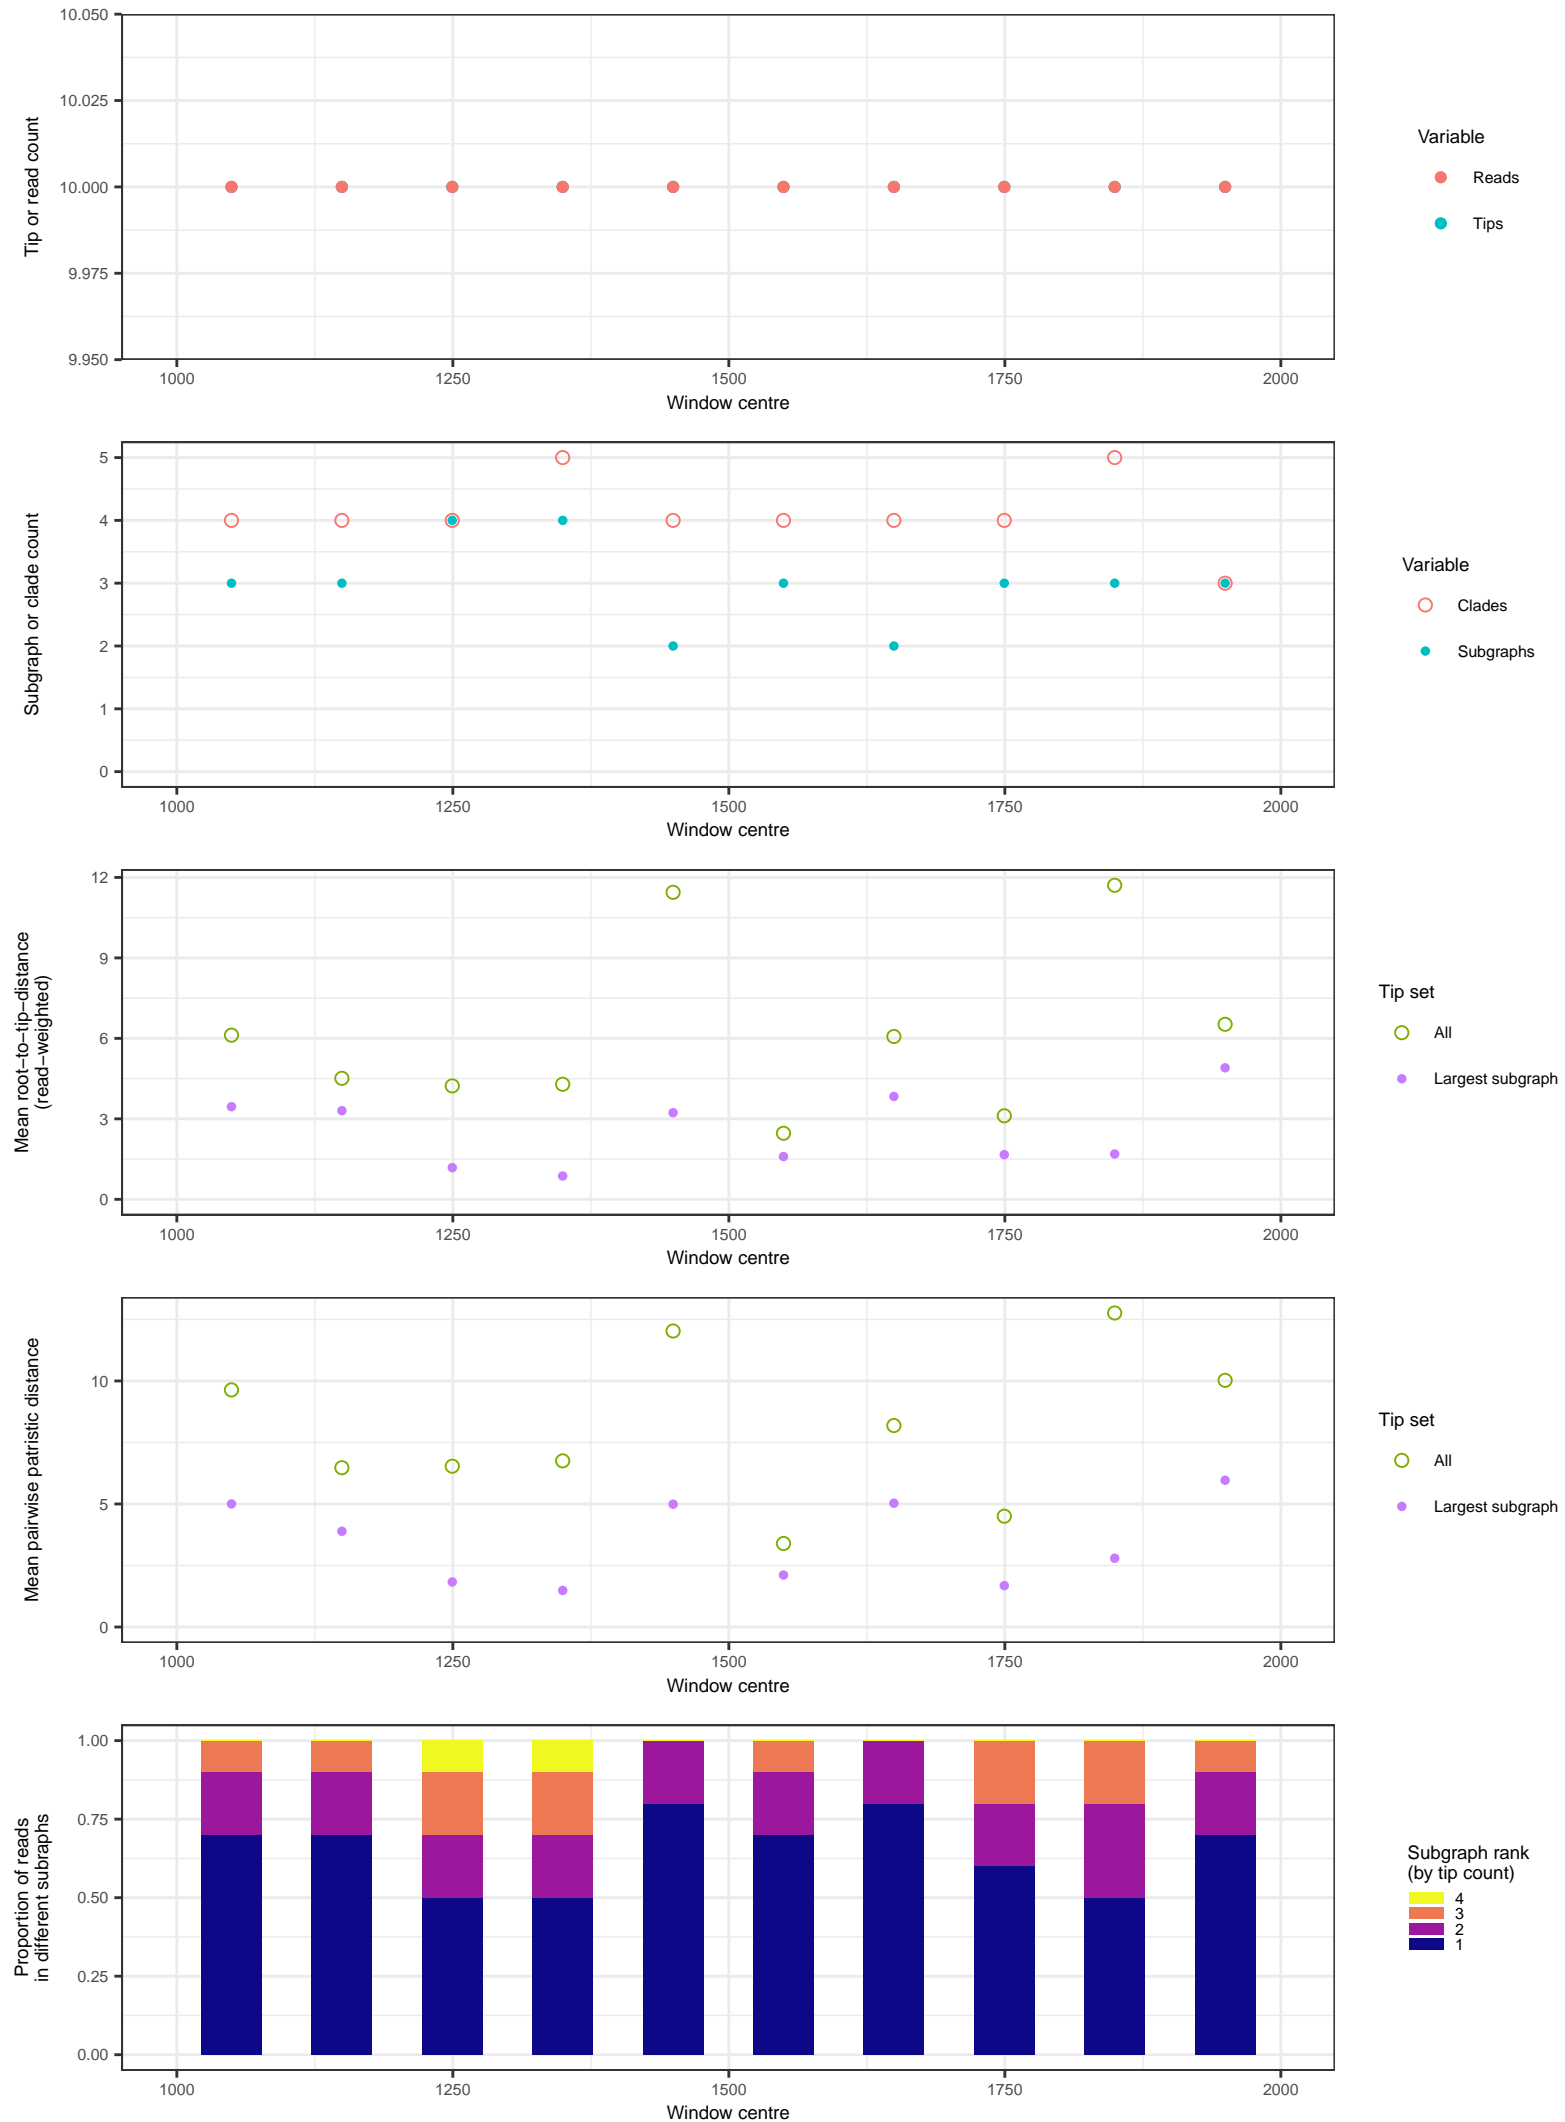 10.050
10.025
10.000
9.975
9.950
Tip or read count
1000 1250 1500 1750 2000
Window centre
Variable
Reads
Tips
5
4
3
2
1
0
Subgraph or clade count
1000 1250 1500 1750 2000
Window centre
Variable
Clades
Subgraphs
12
9
6
3
0
Mean root−to−tip−distance
(read−weighted)
1000 1250 1500 1750 2000
Window centre
Tip set
All
Largest subgraph
10
5
0
Mean pairwise patristic distance
1000 1250 1500 1750 2000
Window centre
Tip set
All
Largest subgraph
1.00
0.75
0.50
0.25
0.00
Proportion of reads
in different subraphs
1000 1250 1500 1750 2000
Window centre
Subgraph rank
(by tip count)
4
3
2
1